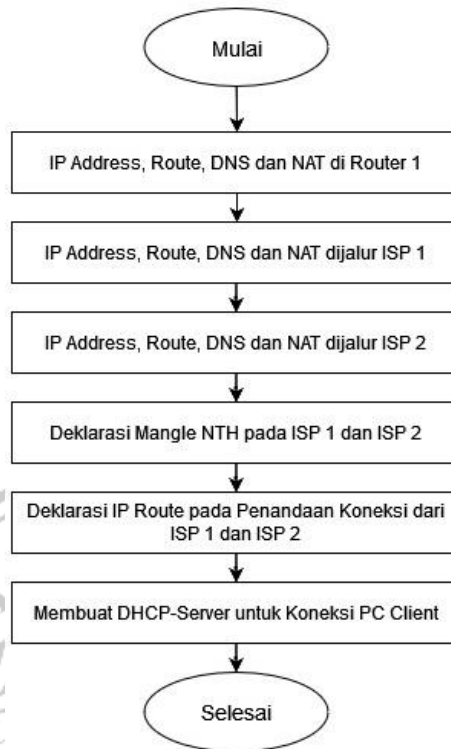 Mulai
IP Address, Route, DNS dan NAT di Router 1
IP Address, Route, DNS dan NAT dijalur ISP 1
IP Address, Route, DNS dan NAT dijalur ISP 2
Deklarasi Mangle NTH pada ISP 1 dan ISP 2
Deklarasi IP Route pada Penandaan Koneksi dari
ISP 1 dan ISP 2
Membuat DHCP-Server untuk Koneksi PC Client
Selesai